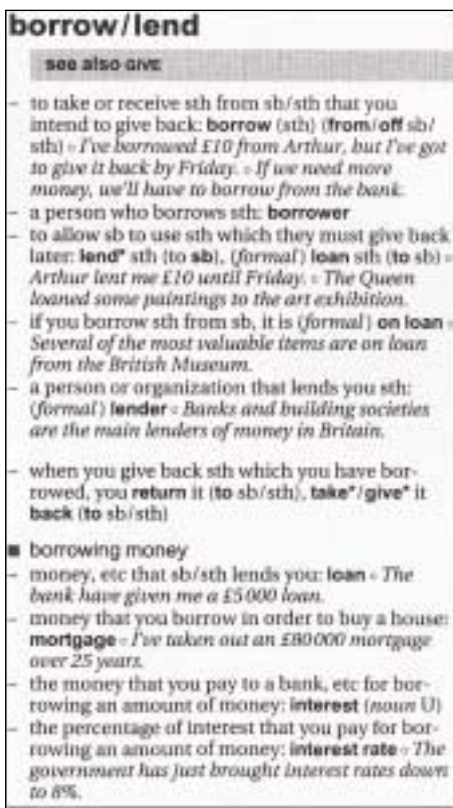 borrow/lend
see also GIVE
– to take or receive sth from sb/sth that you
intend to give back: borrow (sth) (from/off sb/
sth) ◦ I've borrowed £10 from Arthur, but I've got
to give it back by Friday. ◦ If we need more
money, we'll have to borrow from the bank.
– a person who borrows sth: borrower
– to allow sb to use sth which they must give back
later: lend* sth (to sb), (formal) loan sth (to sb) ◦
Arthur lent me £10 until Friday. ◦ The Queen
loaned some paintings to the art exhibition.
– if you borrow sth from sb, it is (formal) on loan ◦
Several of the most valuable items are on loan
from the British Museum.
– a person or organization that lends you sth:
(formal) lender ◦ Banks and building societies
are the main lenders of money in Britain.
– when you give back sth which you have bor-
rowed, you return it (to sb/sth), take*/give* it
back (to sb/sth)
■ borrowing money
– money, etc that sb/sth lends you: loan ◦ The
bank have given me a £5 000 loan.
– money that you borrow in order to buy a house:
mortgage ◦ I've taken out an £80 000 mortgage
over 25 years.
– the money that you pay to a bank, etc for bor-
rowing an amount of money: interest (noun U)
– the percentage of interest that you pay for bor-
rowing an amount of money: interest rate ◦ The
government has just brought interest rates down
to 8%.